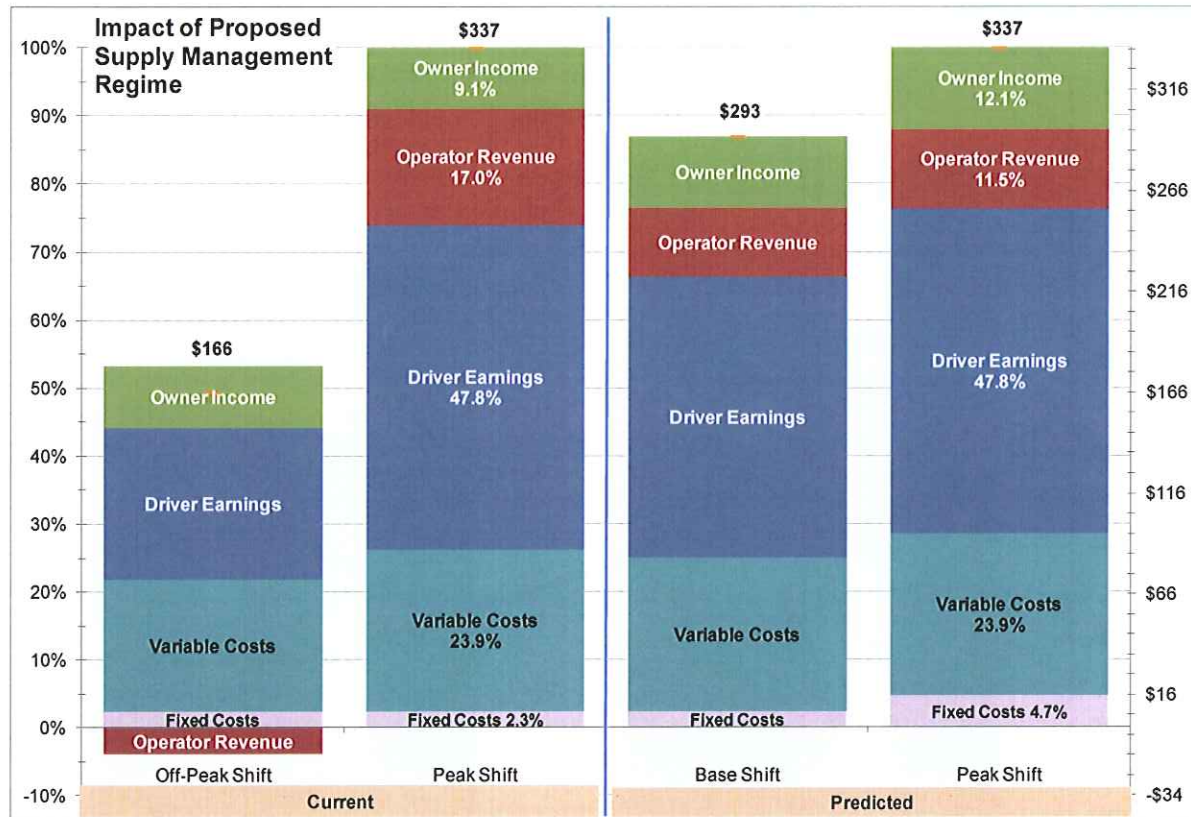 Impact of Proposed
Supply Management
Regime
100%
90%
80%
70%
60%
50%
40%
30%
20%
10%
0%
-10%
$166
Owner Income
Driver Earnings
Variable Costs
Fixed Costs
Operator Revenue
Off-Peak Shift
$337
Owner Income
9.1%
Operator Revenue
17.0%
Driver Earnings
47.8%
Variable Costs
23.9%
Fixed Costs 2.3%
Peak Shift
Current
$293
Owner Income
Operator Revenue
Driver Earnings
Variable Costs
Fixed Costs
Base Shift
$337
Owner Income
12.1%
Operator Revenue
11.5%
Driver Earnings
47.8%
Variable Costs
23.9%
Fixed Costs 4.7%
Peak Shift
Predicted
$316
$266
$216
$166
$116
$66
$16
-$34